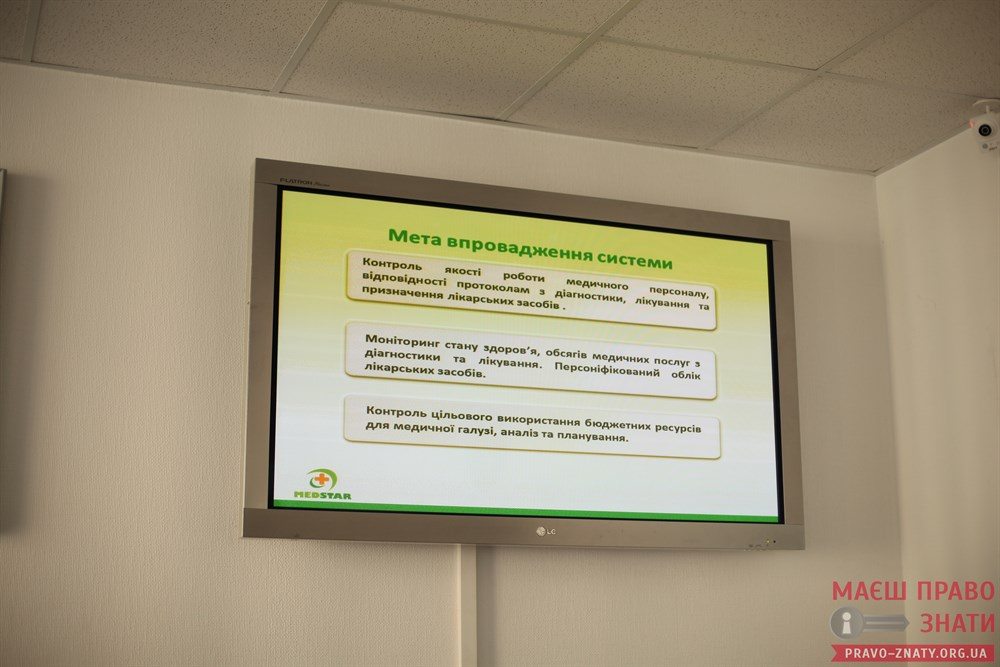 FLATRON
Мета впровадження системи
Контроль якості роботи медичного персоналу,
відповідності протоколам з діагностики, лікування та
призначення лікарських засобів .
Моніторинг стану здоров'я, обсягів медичних послуг з
діагностики та лікування. Персоніфікований облік
лікарських засобів.
Контроль цільового використання бюджетних ресурсів
для медичної галузі, аналіз та планування.
MEDSTAR
LG
МАЄШ ПРАВО
ЗНАТИ
PRAVO-ZNATY.ORG.UA